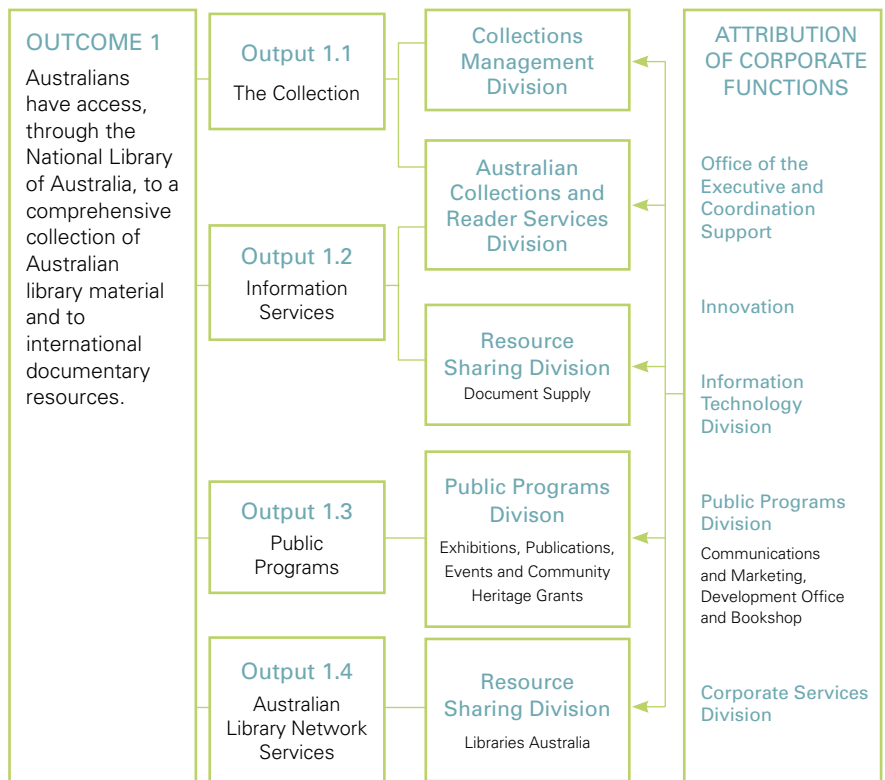 OUTCOME 1
Australians
have access,
through the
National Library
of Australia, to a
comprehensive
collection of
Australian
library material
and to
international
documentary
resources.
Output 1.1
The Collection
Output 1.2
Information
Services
Output 1.3
Public
Programs
Output 1.4
Australian
Library Network
Services
Collections
Management
Division
Australian
Collections and
Reader Services
Division
Resource
Sharing Division
Document Supply
Public Programs
Divison
Exhibitions, Publications,
Events and Community
Heritage Grants
Resource
Sharing Division
Libraries Australia
ATTRIBUTION
OF CORPORATE
FUNCTIONS
Office of the
Executive and
Coordination
Support
Innovation
Information
Technology
Division
Public Programs
Division
Communications
and Marketing,
Development Office
and Bookshop
Corporate Services
Division